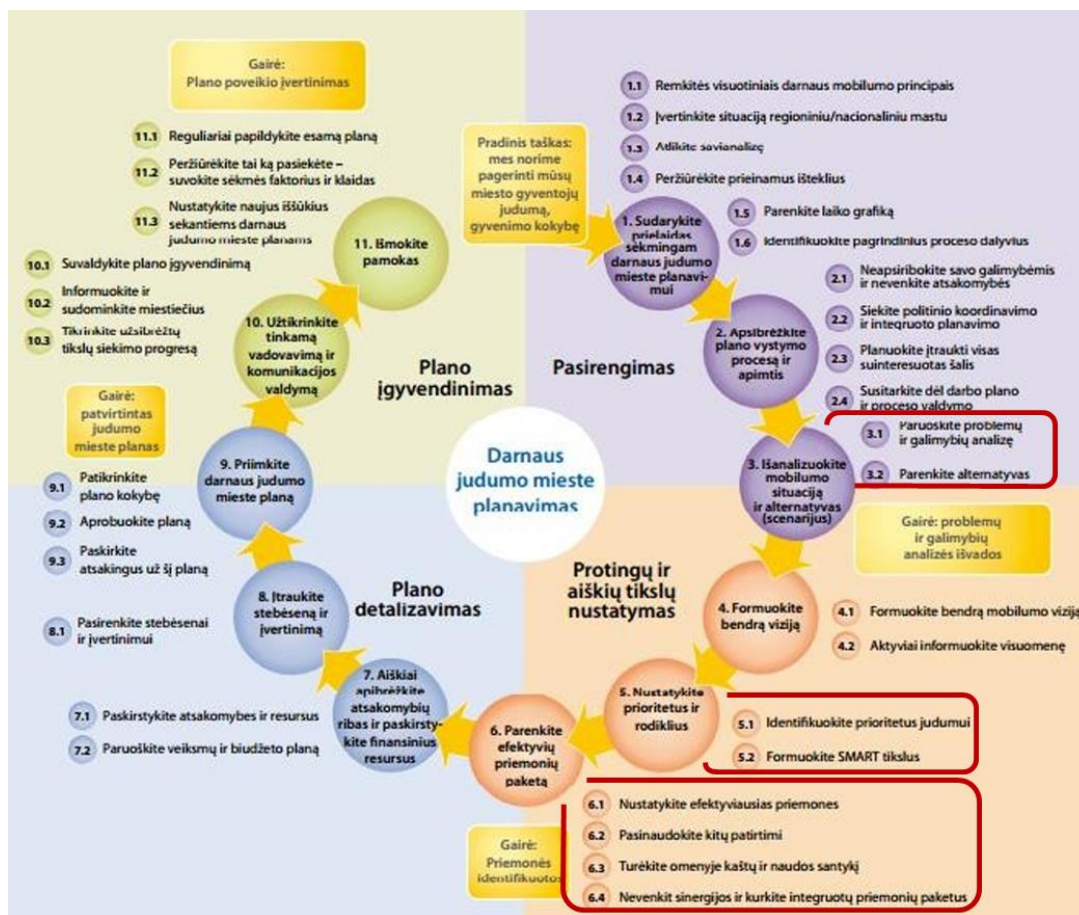 Gairė:
Plano poveikio įvertinimas
11.1 Reguliariai papildykite esamą planą
11.2 Peržiūrėkite tai ką pasiekėte –
suvokite sėkmės faktorius ir klaidas
11.3 Nustatykite naujus iššūkius
sekantiems darnaus
judumo mieste planams
10.1 Suvaldykite plano įgyvendinimą
10.2 Informuokite ir
sudominkite miestiečius
10.3 Tikrinkite užsibrėžtų
tikslų siekimo progresą
Pradinis taškas:
mes norime
pagerinti mūsų
miesto gyventojų
judumą,
gyvenimo kokybę
1.1 Remkitės visuotiniais darnaus mobilumo principais
1.2 Įvertinkite situaciją regioniniu/nacionaliniu mastu
1.3 Atlikite savianalizę
1.4 Peržiūrėkite prieinamus išteklius
1.5 Parenkite laiko grafiką
1.6 Identifikuokite pagrindinius proceso dalyvius
1. Sudarykite
prielaidas
sėkmingam
darnaus judumo
mieste planavi-
mui
2.1 Neapsiribokite savo galimybėmis
ir nevenkite atsakomybės
2.2 Siekite politinio koordinavimo
ir integruoto planavimo
2.3 Planuokite įtraukti visas
suinteresuotas šalis
2.4 Susitarkite dėl darbo plano
ir proceso valdymo
2. Apsibrėžkite
plano vystymo
procesą ir
apimtis
11. Išmokite
pamokas
10. Užtikrinkite
tinkamą
vadovavimą ir
komunikacijos
valdymą
Plano
įgyvendinimas
Pasirengimas
Gairė:
patvirtintas
judumo
mieste planas
9. Priimkite
darnaus judumo
mieste planą
9.1 Patikrinkite
plano kokybę
9.2 Aprobuokite planą
9.3 Paskirkite
atsakingus už šį planą
Darnaus
judumo mieste
planavimas
3. Išanalizuokite
mobilumo
situaciją
ir alternatyvas
(scenarijus)
3.1 Paruoškite problemų
ir galimybių analizę
3.2 Parenkite alternatyvas
Gairė: problemų
ir galimybių
analizės išvados
Plano
detalizavimas
Protingų ir
aiškių tikslų
nustatymas
8. Įtraukite
stebėseną ir
įvertinimą
8.1 Pasirenkite stebėsenai
ir įvertinimui
4. Formuokite
bendrą viziją
4.1 Formuokite bendrą mobilumo viziją
4.2 Aktyviai informuokite visuomenę
7. Aiškiai
apibrėžkite
atsakomybių
ribas ir paskirsty-
kite finansinius
resursus
7.1 Paskirstykite atsakomybes ir resursus
7.2 Paruoškite veiksmų ir biudžeto planą
6. Parenkite
efektyvių
priemonių
paketą
5. Nustatykite
prioritetus ir
rodiklius
5.1 Identifikuokite prioritetus judumui
5.2 Formuokite SMART tikslus
Gairė:
Priemonės
identifikuotos
6.1 Nustatykite efektyviausias priemones
6.2 Pasinaudokite kitų patirtimi
6.3 Turėkite omenyje kaštų ir naudos santykį
6.4 Nevenkit sinergijos ir kurkite integruotų priemonių paketus